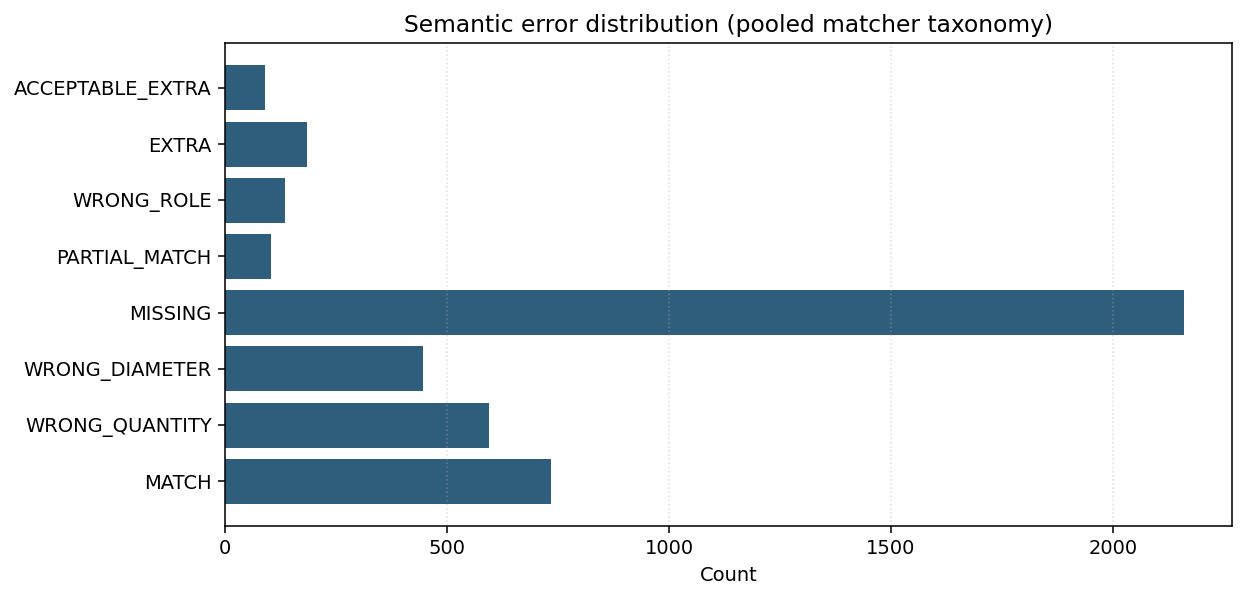 Semantic error distribution (pooled matcher taxonomy)
ACCEPTABLE_EXTRA
EXTRA
WRONG_ROLE
PARTIAL_MATCH
MISSING
WRONG_DIAMETER
WRONG_QUANTITY
MATCH
0 500 1000 1500 2000
Count